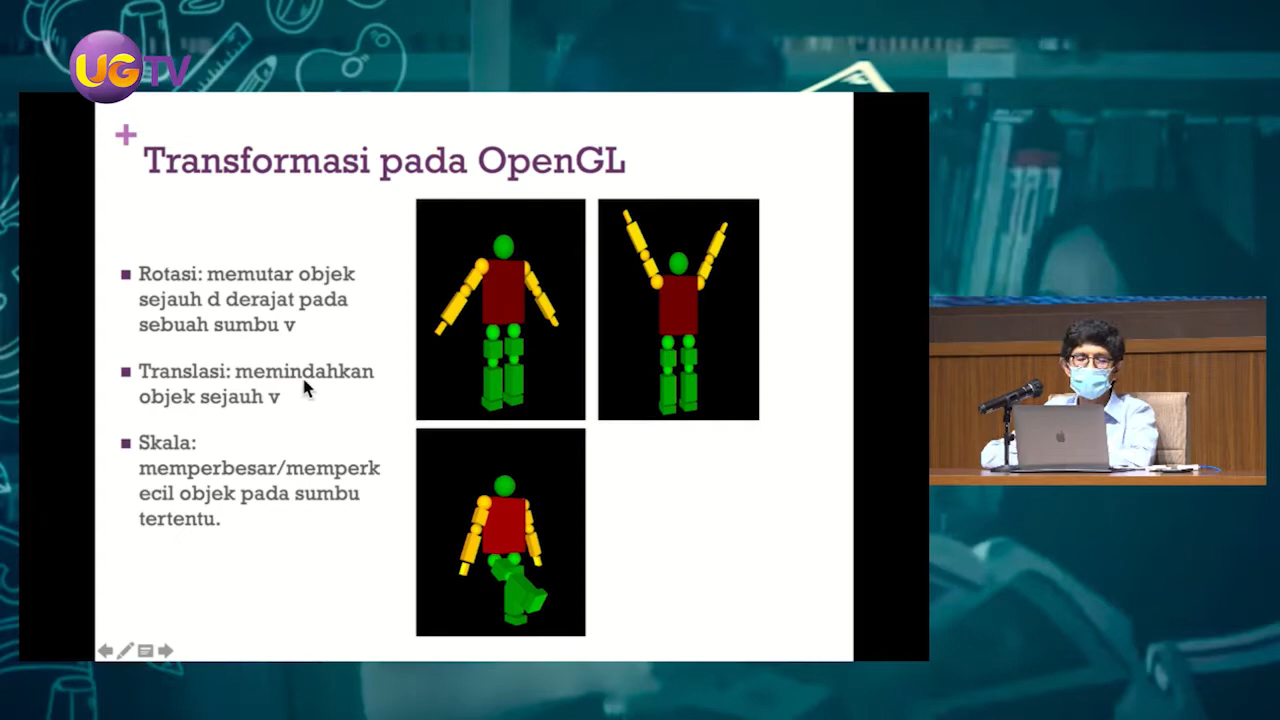 UGTV
+
Transformasi pada OpenGL
Rotasi: memutar objek
sejauh d derajat pada
sebuah sumbu v
Translasi: memindahkan
objek sejauh v
Skala:
memperbesar/memperk
ecil objek pada sumbu
tertentu.